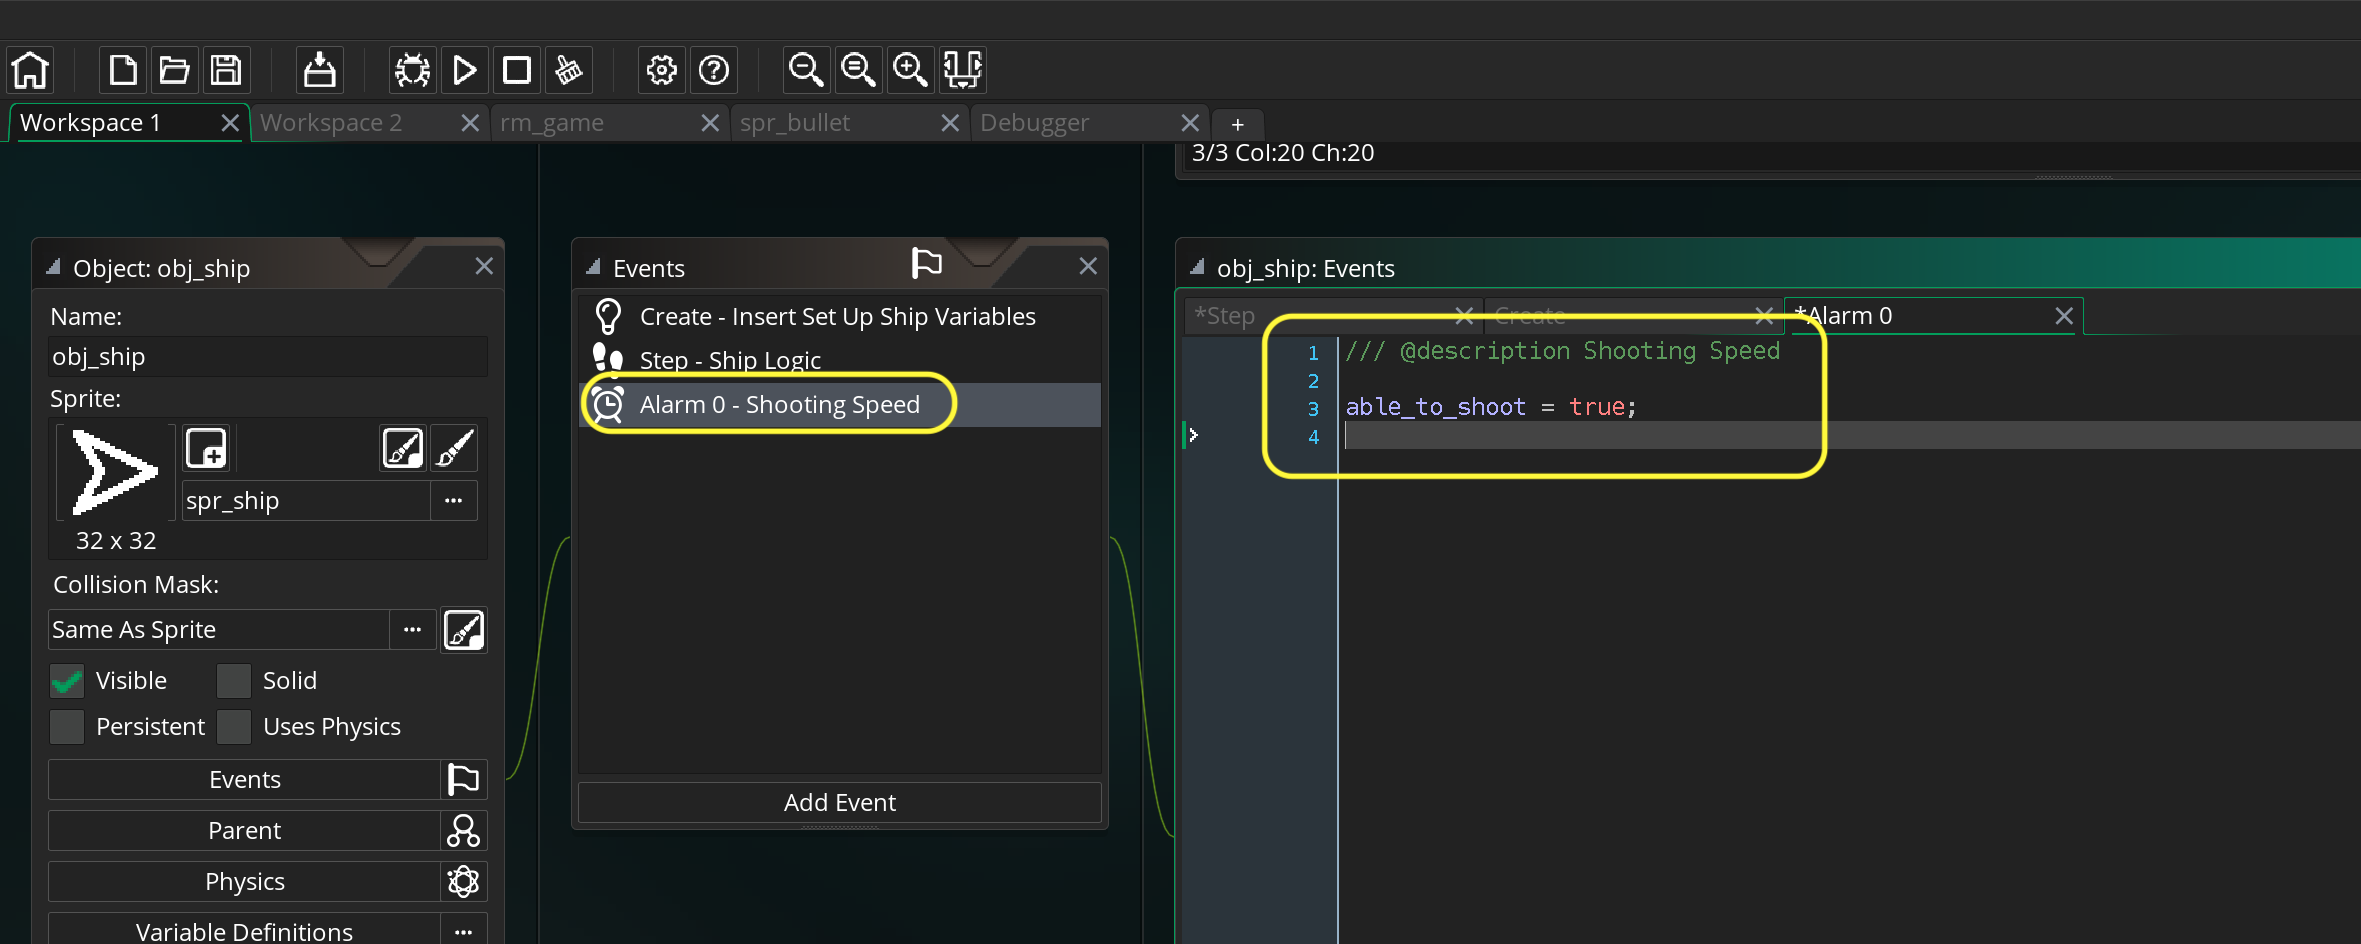 Workspace 1
Workspace 2
rm_game
spr_bullet
Debugger
+
3/3 Col:20 Ch:20
Object: obj_ship
Name:
obj_ship
Sprite:
spr_ship
...
32 x 32
Collision Mask:
Same As Sprite
...
Visible
Solid
Persistent
Uses Physics
Events
Parent
Physics
Variable Definitions
...
Events
Create - Insert Set Up Ship Variables
Step - Ship Logic
Alarm 0 - Shooting Speed
Add Event
obj_ship: Events
*Step
Create
*Alarm 0
1 /// @description Shooting Speed
2
3 able_to_shoot = true;
4